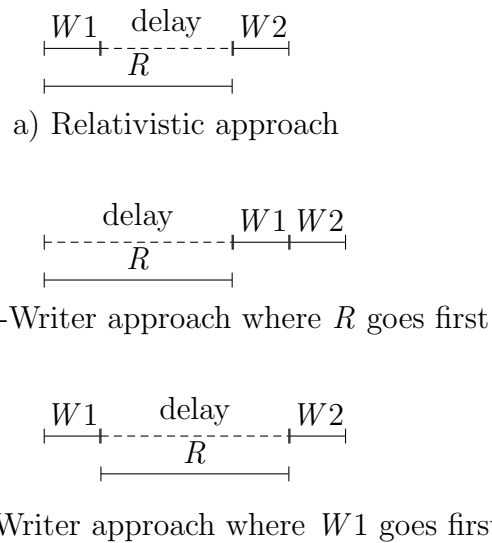 W1 delay W2
R
a) Relativistic approach
delay W1 W2
R
-Writer approach where R goes first
W1 delay W2
R
Writer approach where W1 goes first